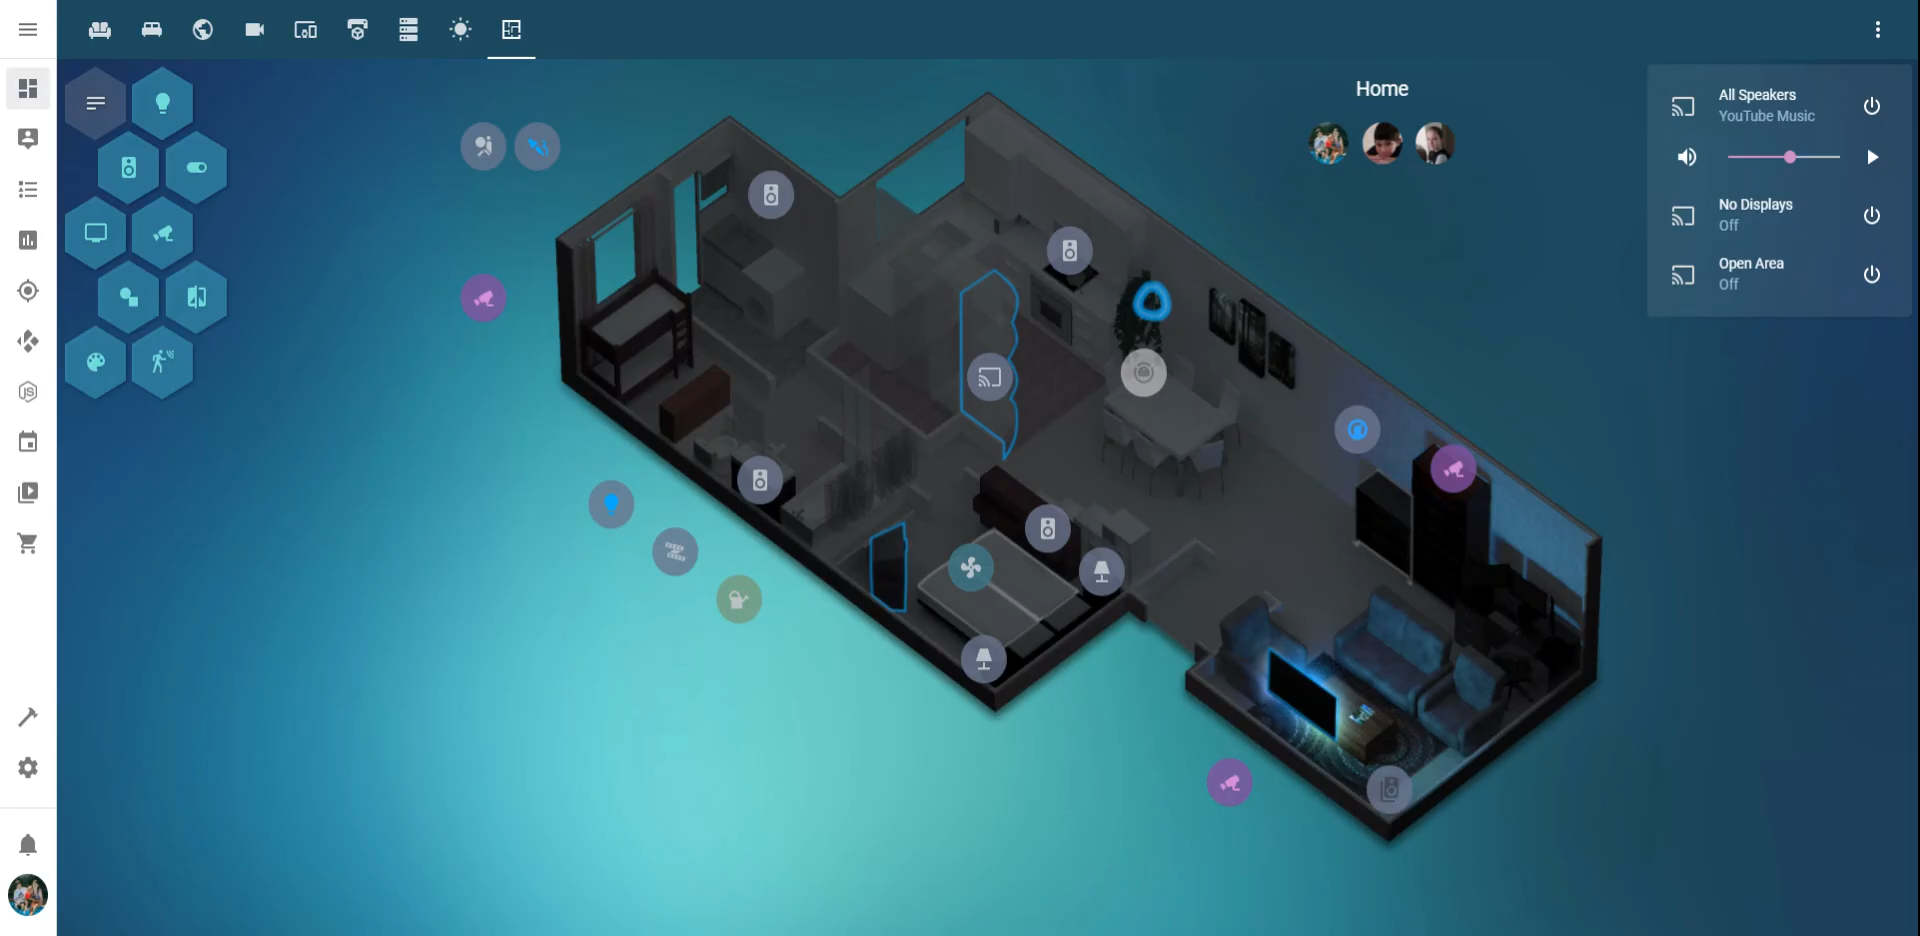 Home
All Speakers
YouTube Music
No Displays
Off
Open Area
Off